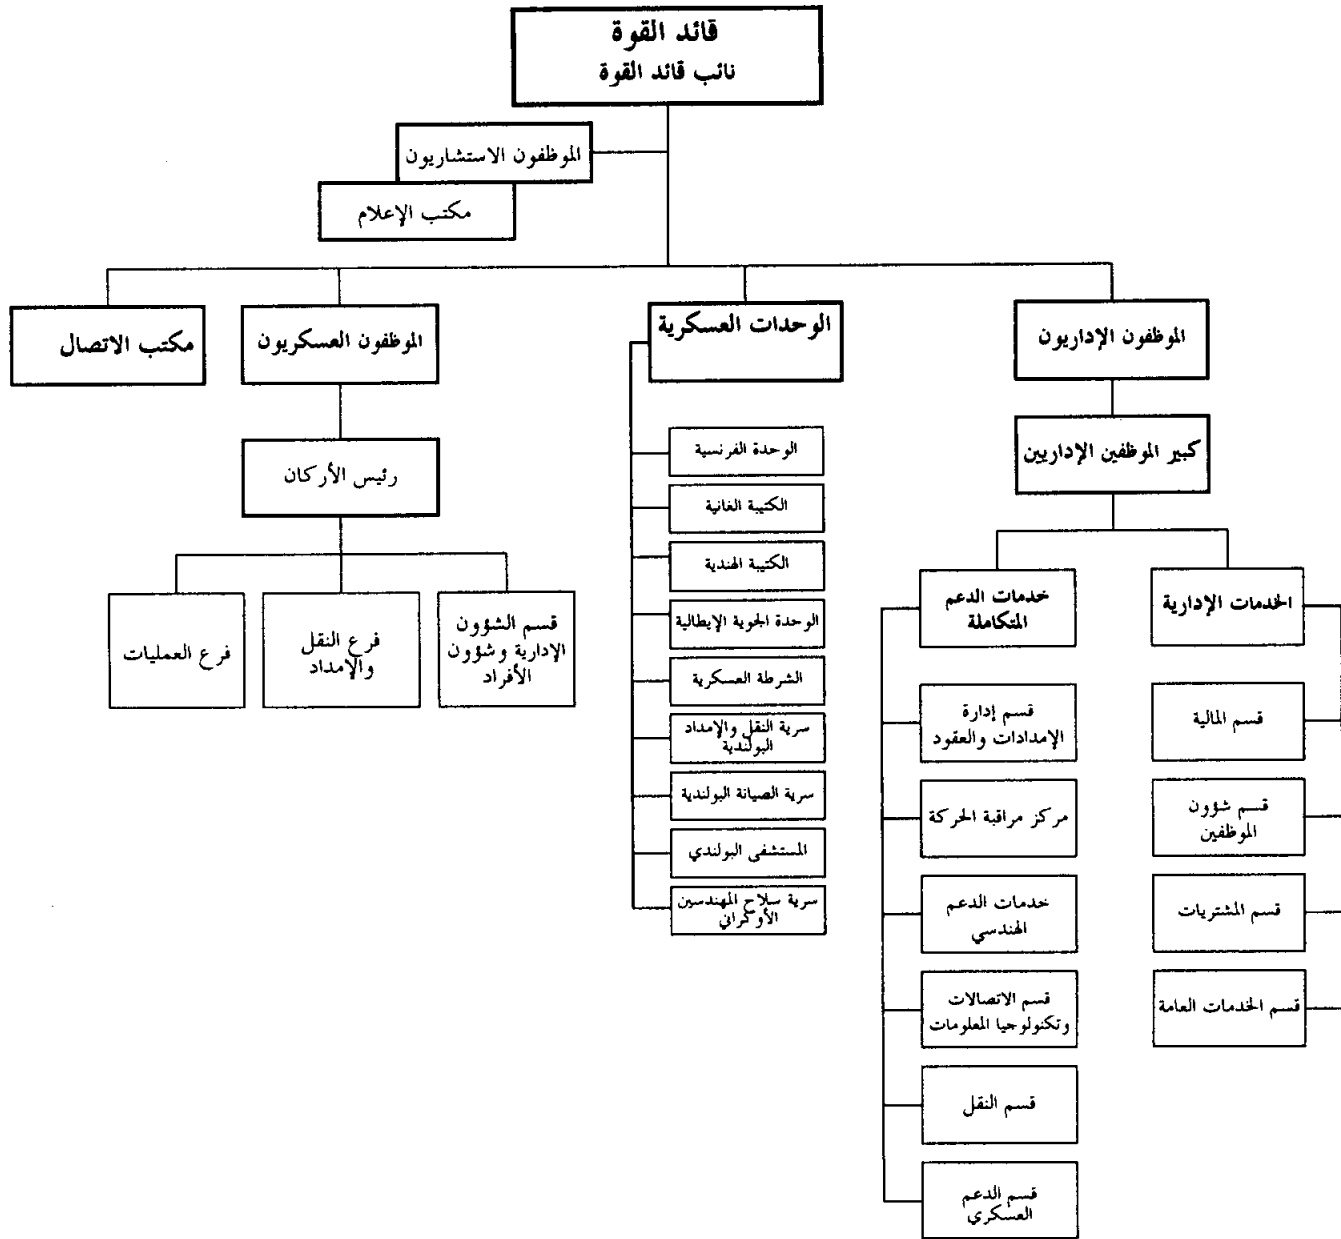 قائد القوة
نائب قائد القوة
الموظفون الاستشاريون
مكتب الإعلام
الموظفون الإداريون
الوحدات العسكرية
الموظفون العسكريون
مكتب الاتصال
كبير الموظفين الإداريين
الخدمات الإدارية
قسم المالية
قسم شؤون
الموظفين
قسم المشتريات
قسم الخدمات العامة
خدمات الدعم
المتكاملة
قسم إدارة
الإمدادات والعقود
مركز مراقبة الحركة
خدمات الدعم
الهندسي
قسم الاتصالات
وتكنولوجيا المعلومات
قسم النقل
قسم الدعم
العسكري
الوحدة الفرنسية
الكتيبة الغانية
الكتيبة الهندية
الوحدة الجوية الإيطالية
الشرطة العسكرية
سرية النقل والإمداد
البولندية
سرية الصيانة البولندية
المستشفى البولندي
سرية سلاح المهندسين
الأوكراني
رئيس الأركان
قسم الشؤون
الإدارية وشؤون
الأفراد
فرع النقل
والإمداد
فرع العمليات